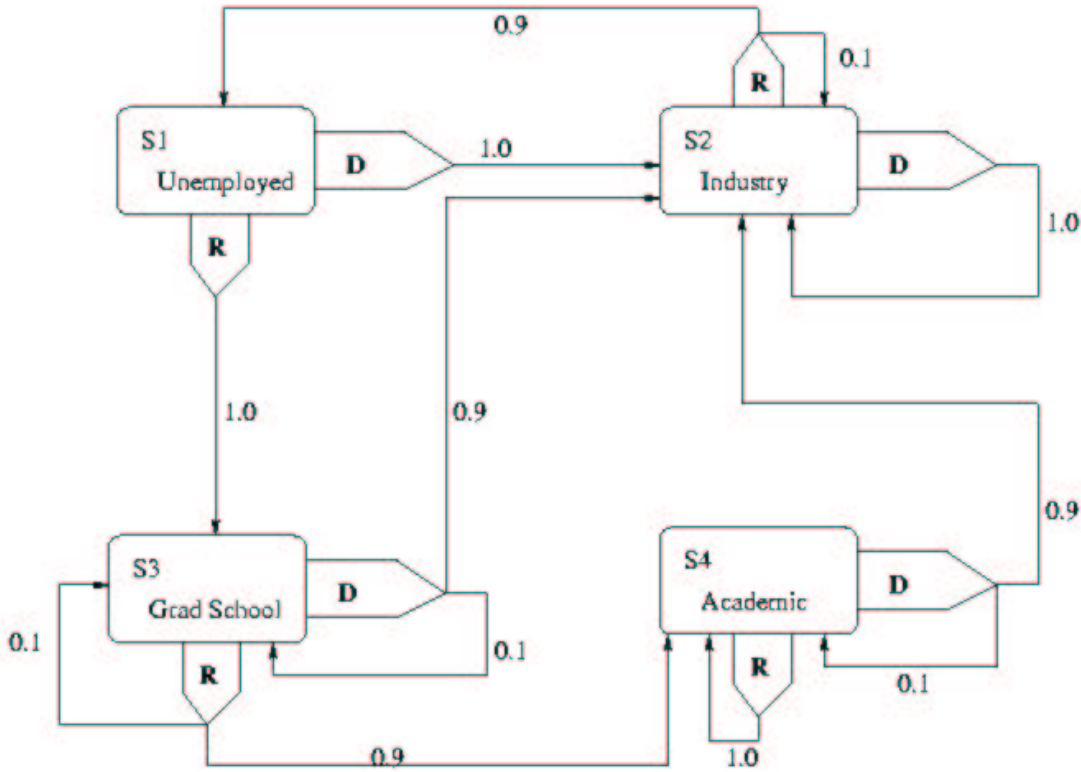 0.9
0.1
R
S1
Unemployed
D
1.0
S2
Industry
D
R
1.0
1.0
0.9
0.9
S3
Grad School
D
S4
Academic
D
0.1
R
0.1
R
0.1
0.9
1.0